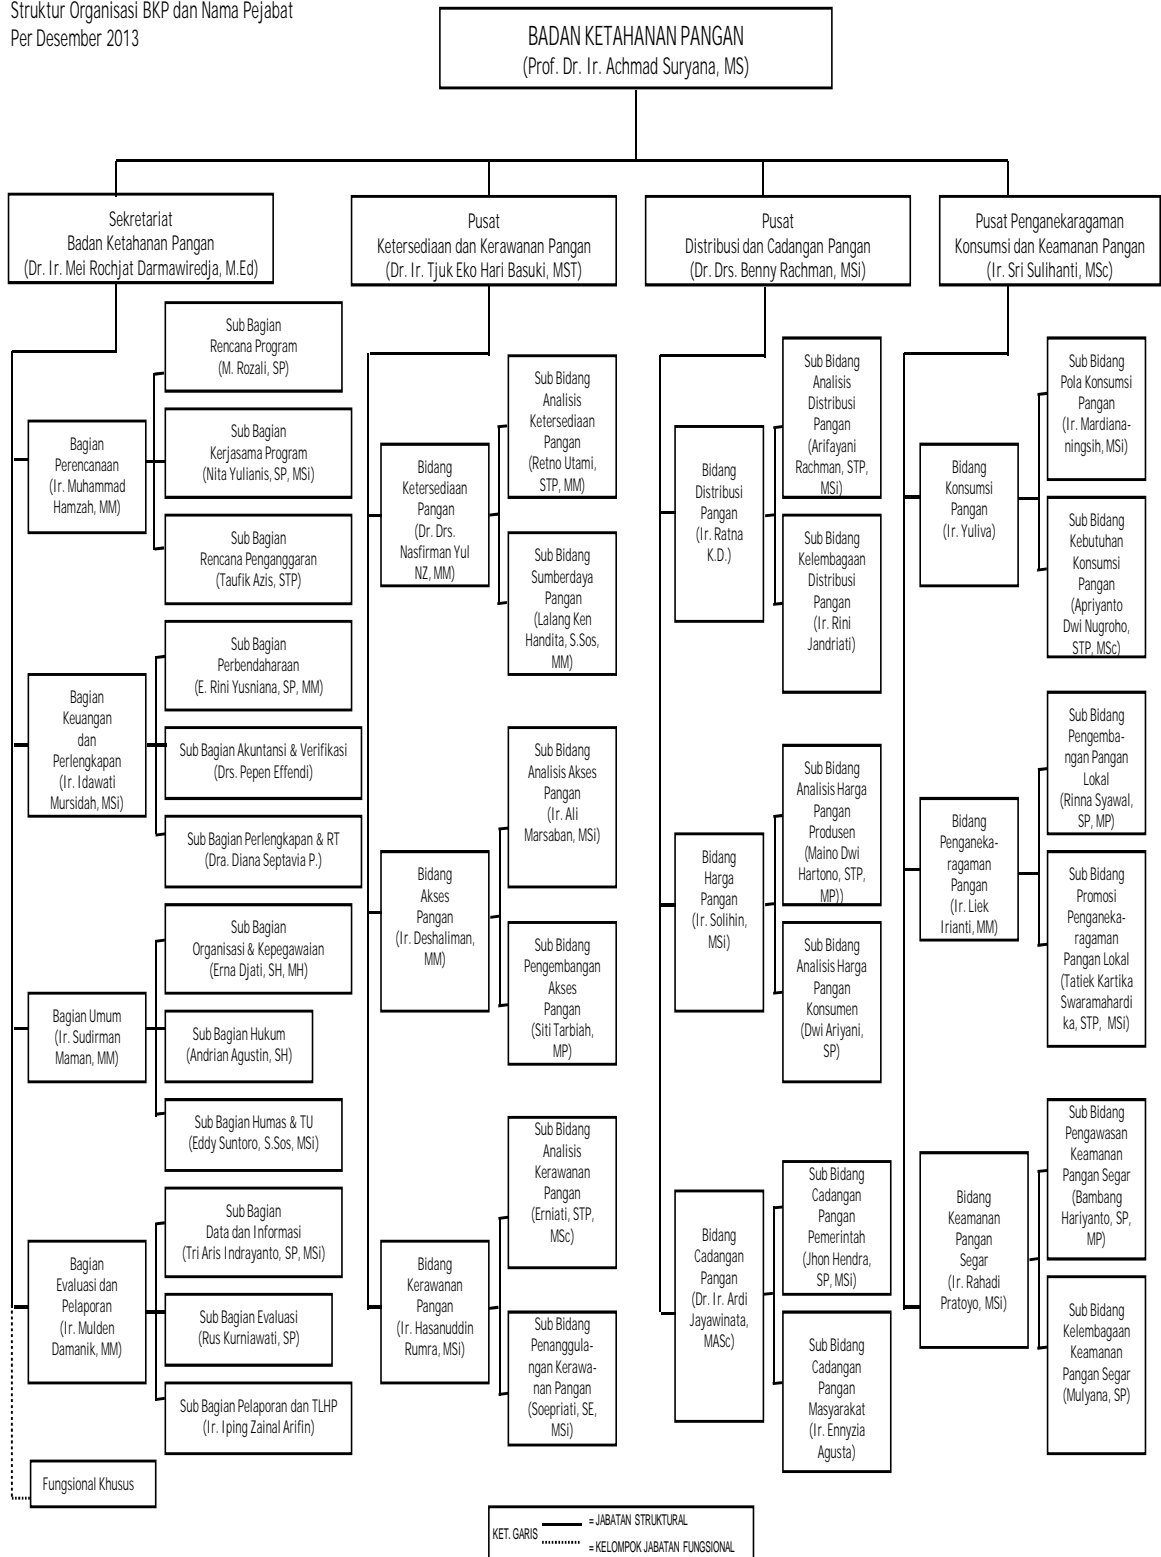 Struktur Organisasi BKP dan Nama Pejabat
Per Desember 2013
BADAN KETAHANAN PANGAN
(Prof. Dr. Ir. Achmad Suryana, MS)
Sekretariat
Badan Ketahanan Pangan
(Dr. Ir. Mei Rochjat Darmawiredja, M.Ed)
Pusat
Ketersediaan dan Kerawanan Pangan
(Dr. Ir. Tjuk Eko Hari Basuki, MST)
Pusat
Distribusi dan Cadangan Pangan
(Dr. Drs. Benny Rachman, MSi)
Pusat Penganekaragaman
Konsumsi dan Keamanan Pangan
(Ir. Sri Sulihanti, MSc)
Bagian
Perencanaan
(Ir. Muhammad
Hamzah, MM)
Sub Bagian
Rencana Program
(M. Rozali, SP)
Sub Bagian
Kerjasama Program
(Nita Yulianis, SP, MSi)
Sub Bagian
Rencana Penganggaran
(Taufik Azis, STP)
Bagian
Keuangan
dan
Perlengkapan
(Ir. Idawati
Mursidah, MSi)
Sub Bagian
Perbendaharaan
(E. Rini Yusniana, SP, MM)
Sub Bagian Akuntansi & Verifikasi
(Drs. Pepen Effendi)
Sub Bagian Perlengkapan & RT
(Dra. Diana Septavia P.)
Bagian Umum
(Ir. Sudirman
Maman, MM)
Sub Bagian
Organisasi & Kepegawaian
(Erna Djati, SH, MH)
Sub Bagian Hukum
(Andrian Agustin, SH)
Sub Bagian Humas & TU
(Eddy Suntoro, S.Sos, MSi)
Bagian
Evaluasi dan
Pelaporan
(Ir. Mulden
Damanik, MM)
Sub Bagian
Data dan Informasi
(Tri Aris Indrayanto, SP, MSi)
Sub Bagian Evaluasi
(Rus Kurniawati, SP)
Sub Bagian Pelaporan dan TLHP
(Ir. Iping Zainal Arifin)
Fungsional Khusus
Bidang
Ketersediaan
Pangan
(Dr. Drs.
Nasfirman Yul
NZ, MM)
Sub Bidang
Analisis
Ketersediaan
Pangan
(Retno Utami,
STP, MM)
Sub Bidang
Sumberdaya
Pangan
(Lalang Ken
Handita, S.Sos,
MM)
Bidang
Akses
Pangan
(Ir. Deshaliman,
MM)
Sub Bidang
Analisis Akses
Pangan
(Ir. Ali
Marsaban, MSi)
Sub Bidang
Pengembangan
Akses
Pangan
(Siti Tarbiah,
MP)
Bidang
Kerawanan
Pangan
(Ir. Hasanuddin
Rumra, MSi)
Sub Bidang
Analisis
Kerawanan
Pangan
(Erniati, STP,
MSc)
Sub Bidang
Penanggula-
ngan Kerawa-
nan Pangan
(Soepriati, SE,
MSi)
Bidang
Distribusi
Pangan
(Ir. Ratna
K.D.)
Sub Bidang
Analisis
Distribusi
Pangan
(Arifayani
Rachman, STP,
MSi)
Sub Bidang
Kelembagaan
Distribusi
Pangan
(Ir. Rini
Jandriati)
Bidang
Harga
Pangan
(Ir. Solihin,
MSi)
Sub Bidang
Analisis Harga
Pangan
Produsen
(Maino Dwi
Hartono, STP,
MP))
Sub Bidang
Analisis Harga
Pangan
Konsumen
(Dwi Ariyani,
SP)
Bidang
Cadangan
Pangan
(Dr. Ir. Ardi
Jayawinata,
MASc)
Sub Bidang
Cadangan
Pangan
Pemerintah
(Jhon Hendra,
SP, MSi)
Sub Bidang
Cadangan
Pangan
Masyarakat
(Ir. Ennyzia
Agusta)
Bidang
Konsumsi
Pangan
(Ir. Yuliva)
Sub Bidang
Pola Konsumsi
Pangan
(Ir. Mardiana-
ningsih, MSi)
Sub Bidang
Kebutuhan
Konsumsi
Pangan
(Apriyanto
Dwi Nugroho,
STP, MSc)
Bidang
Penganeka-
ragaman
Pangan
(Ir. Liek
Irianti, MM)
Sub Bidang
Pengemba-
ngan Pangan
Lokal
(Rinna Syawal,
SP, MP)
Sub Bidang
Promosi
Penganeka-
ragaman
Pangan Lokal
(Tatiek Kartika
Swaramahardi
ka, STP, MSi)
Bidang
Keamanan
Pangan
Segar
(Ir. Rahadi
Pratoyo, MSi)
Sub Bidang
Pengawasan
Keamanan
Pangan Segar
(Bambang
Hariyanto, SP,
MP)
Sub Bidang
Kelembagaan
Keamanan
Pangan Segar
(Mulyana, SP)
KET. GARIS
= JABATAN STRUKTURAL
= KELOMPOK JABATAN FUNGSIONAL